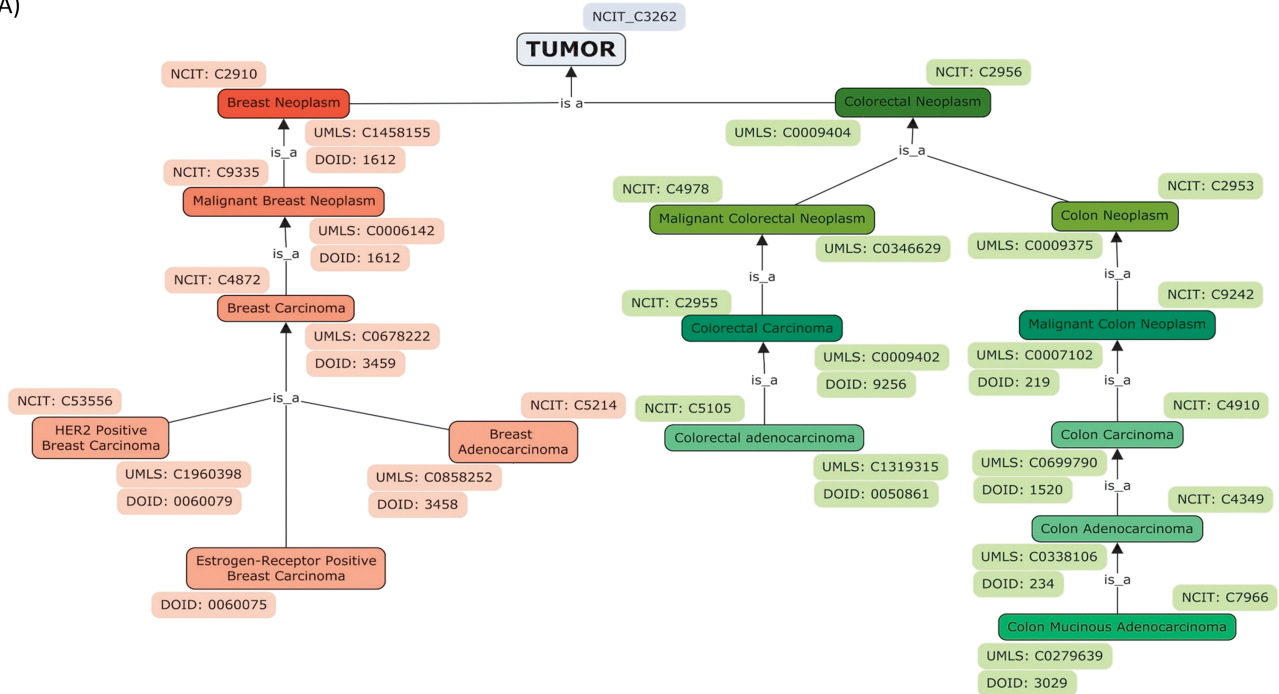 A)
NCIT_C3262
TUMOR
NCIT: C2910
NCIT: C2956
Breast Neoplasm
is a
Colorectal Neoplasm
UMLS: C1458155
DOID: 1612
UMLS: C0009404
is_a
is_a
NCIT: C9335
Malignant Breast Neoplasm
UMLS: C0006142
DOID: 1612
NCIT: C4978
Malignant Colorectal Neoplasm
UMLS: C0346629
NCIT: C2953
Colon Neoplasm
UMLS: C0009375
is_a
is_a
is_a
NCIT: C4872
Breast Carcinoma
UMLS: C0678222
DOID: 3459
NCIT: C2955
Colorectal Carcinoma
UMLS: C0009402
DOID: 9256
NCIT: C9242
Malignant Colon Neoplasm
UMLS: C0007102
DOID: 219
is_a
is_a
is_a
NCIT: C53556
HER2 Positive
Breast Carcinoma
UMLS: C1960398
DOID: 0060079
NCIT: C5214
Breast
Adenocarcinoma
UMLS: C0858252
DOID: 3458
NCIT: C5105
Colorectal adenocarcinoma
UMLS: C1319315
DOID: 0050861
NCIT: C4910
Colon Carcinoma
UMLS: C0699790
DOID: 1520
is_a
NCIT: C4349
Colon Adenocarcinoma
UMLS: C0338106
DOID: 234
is_a
Estrogen-Receptor Positive
Breast Carcinoma
DOID: 0060075
NCIT: C7966
Colon Mucinous Adenocarcinoma
UMLS: C0279639
DOID: 3029